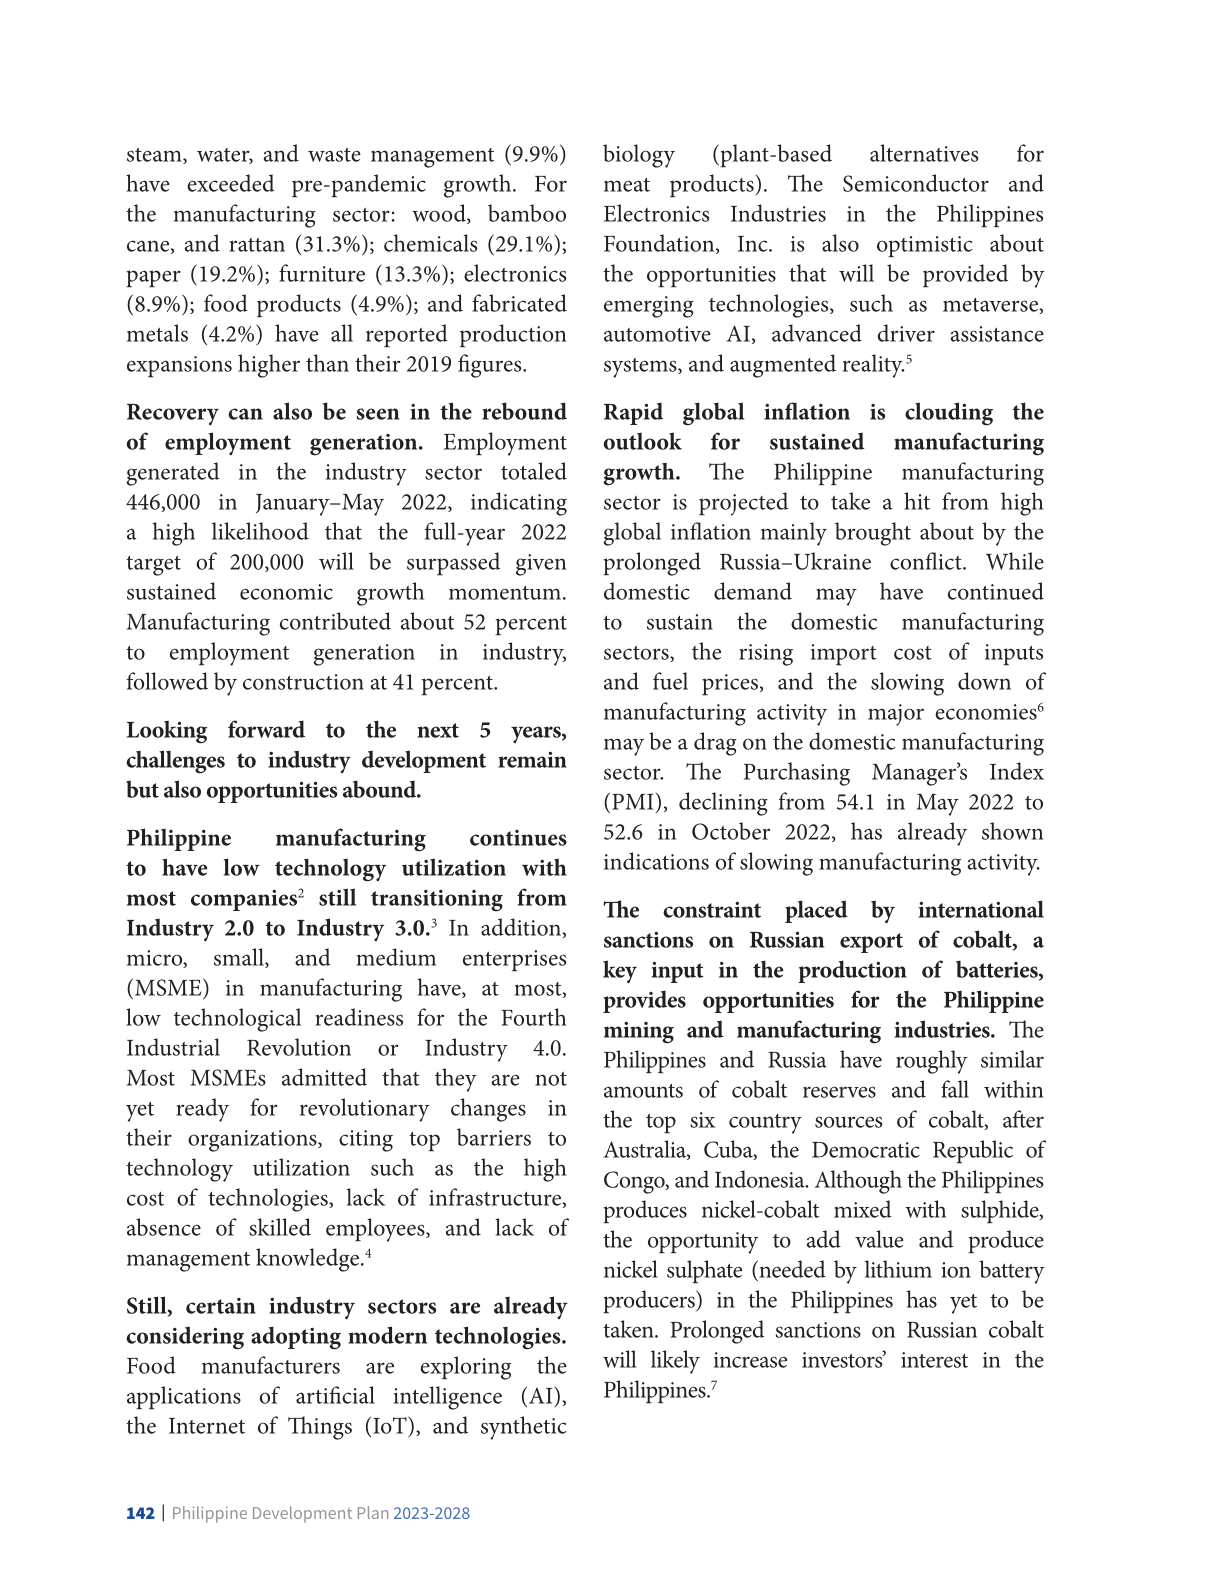 steam, water, and waste management (9.9%)
have exceeded pre-pandemic growth. For
the manufacturing sector: wood, bamboo
cane, and rattan (31.3%); chemicals (29.1%);
paper (19.2%); furniture (13.3%); electronics
(8.9%); food products (4.9%); and fabricated
metals (4.2%) have all reported production
expansions higher than their 2019 figures.
Recovery can also be seen in the rebound
of employment generation. Employment
generated in the industry sector totaled
446,000 in January–May 2022, indicating
a high likelihood that the full-year 2022
target of 200,000 will be surpassed given
sustained economic growth momentum.
Manufacturing contributed about 52 percent
to employment generation in industry,
followed by construction at 41 percent.
Looking forward to the next 5 years,
challenges to industry development remain
but also opportunities abound.
Philippine manufacturing continues
to have low technology utilization with
most companies² still transitioning from
Industry 2.0 to Industry 3.0.³ In addition,
micro, small, and medium enterprises
(MSME) in manufacturing have, at most,
low technological readiness for the Fourth
Industrial Revolution or Industry 4.0.
Most MSMEs admitted that they are not
yet ready for revolutionary changes in
their organizations, citing top barriers to
technology utilization such as the high
cost of technologies, lack of infrastructure,
absence of skilled employees, and lack of
management knowledge.⁴
Still, certain industry sectors are already
considering adopting modern technologies.
Food manufacturers are exploring the
applications of artificial intelligence (AI),
the Internet of Things (IoT), and synthetic
biology (plant-based alternatives for
meat products). The Semiconductor and
Electronics Industries in the Philippines
Foundation, Inc. is also optimistic about
the opportunities that will be provided by
emerging technologies, such as metaverse,
automotive AI, advanced driver assistance
systems, and augmented reality.⁵
Rapid global inflation is clouding the
outlook for sustained manufacturing
growth. The Philippine manufacturing
sector is projected to take a hit from high
global inflation mainly brought about by the
prolonged Russia–Ukraine conflict. While
domestic demand may have continued
to sustain the domestic manufacturing
sectors, the rising import cost of inputs
and fuel prices, and the slowing down of
manufacturing activity in major economies⁶
may be a drag on the domestic manufacturing
sector. The Purchasing Manager's Index
(PMI), declining from 54.1 in May 2022 to
52.6 in October 2022, has already shown
indications of slowing manufacturing activity.
The constraint placed by international
sanctions on Russian export of cobalt, a
key input in the production of batteries,
provides opportunities for the Philippine
mining and manufacturing industries. The
Philippines and Russia have roughly similar
amounts of cobalt reserves and fall within
the top six country sources of cobalt, after
Australia, Cuba, the Democratic Republic of
Congo, and Indonesia. Although the Philippines
produces nickel-cobalt mixed with sulphide,
the opportunity to add value and produce
nickel sulphate (needed by lithium ion battery
producers) in the Philippines has yet to be
taken. Prolonged sanctions on Russian cobalt
will likely increase investors' interest in the
Philippines.⁷
142 | Philippine Development Plan 2023-2028